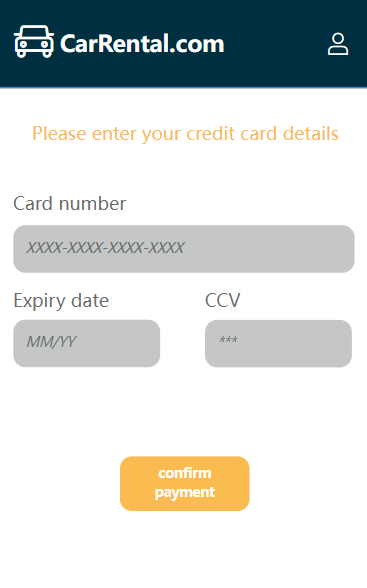 CarRental.com
Please enter your credit card details
Card number
XXXX-XXXX-XXXX-XXXX
Expiry date CCV
MM/YY ***
confirm
payment